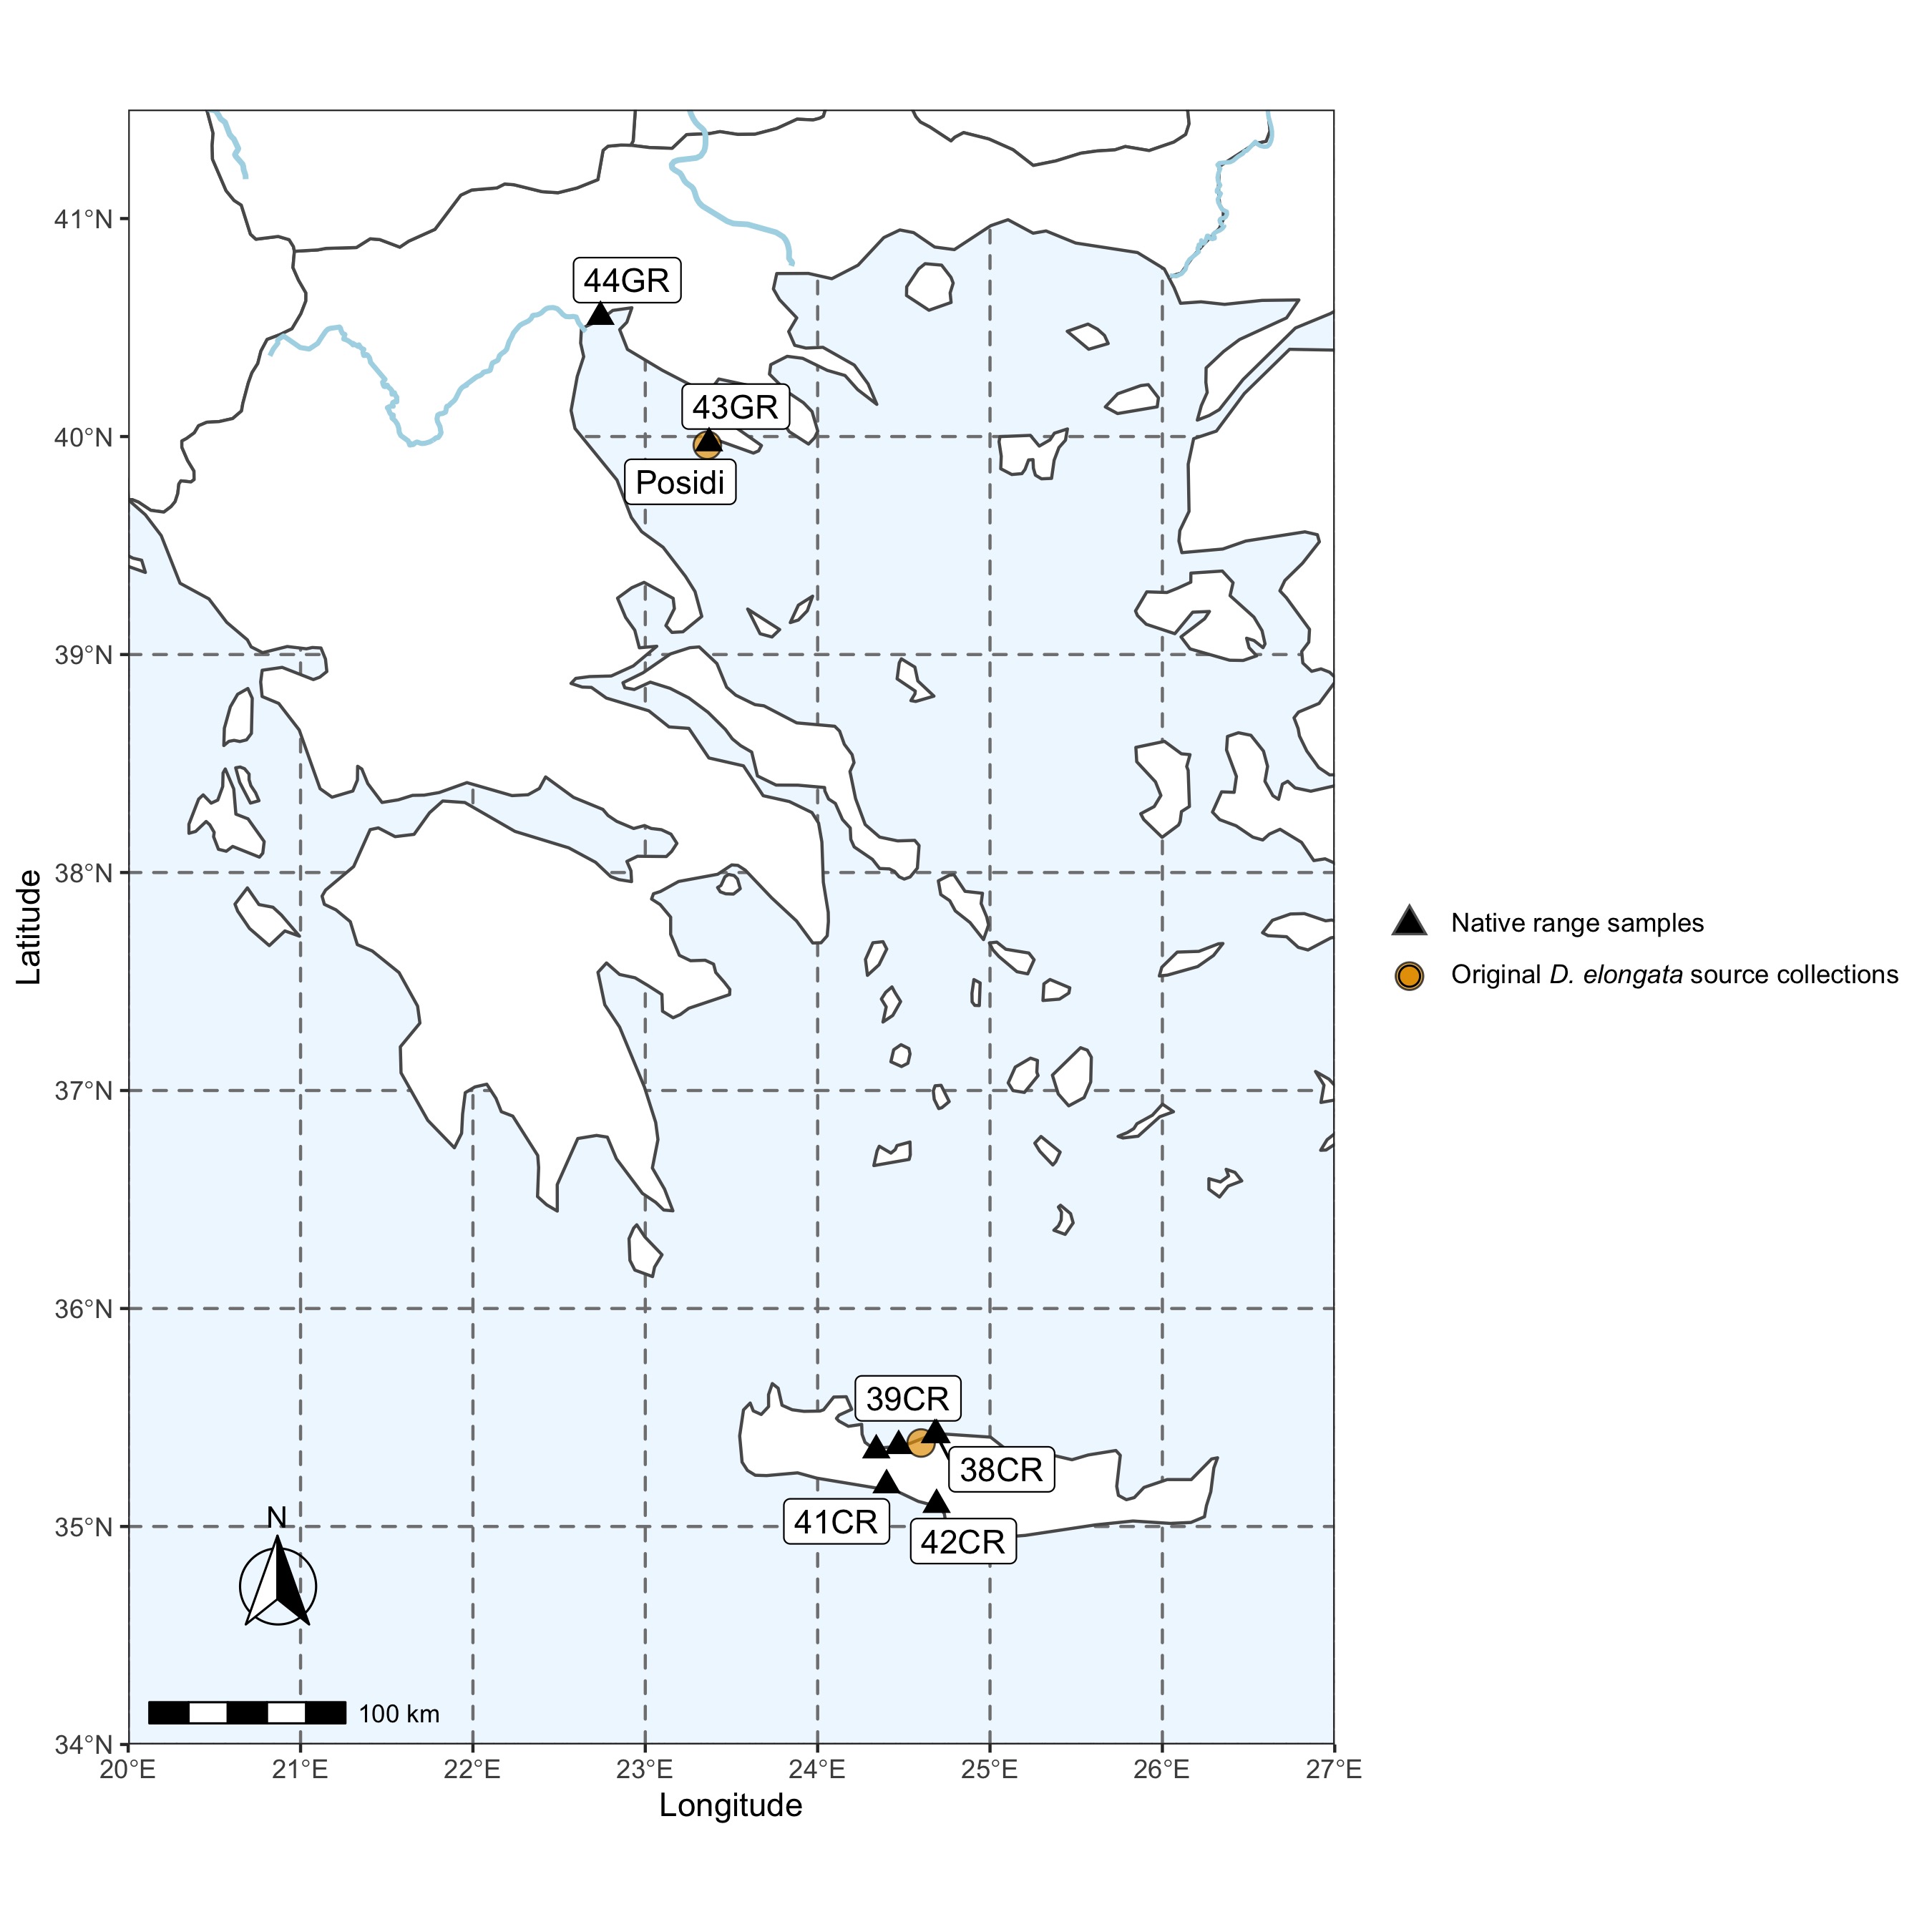 41°N
40°N
39°N
38°N
37°N
36°N
35°N
34°N
20°E
21°E
22°E
23°E
24°E
25°E
26°E
27°E
Latitude
Longitude
44GR
43GR
Posidi
39CR
38CR
41CR
42CR
N
100 km
Native range samples
Original D. elongata source collections